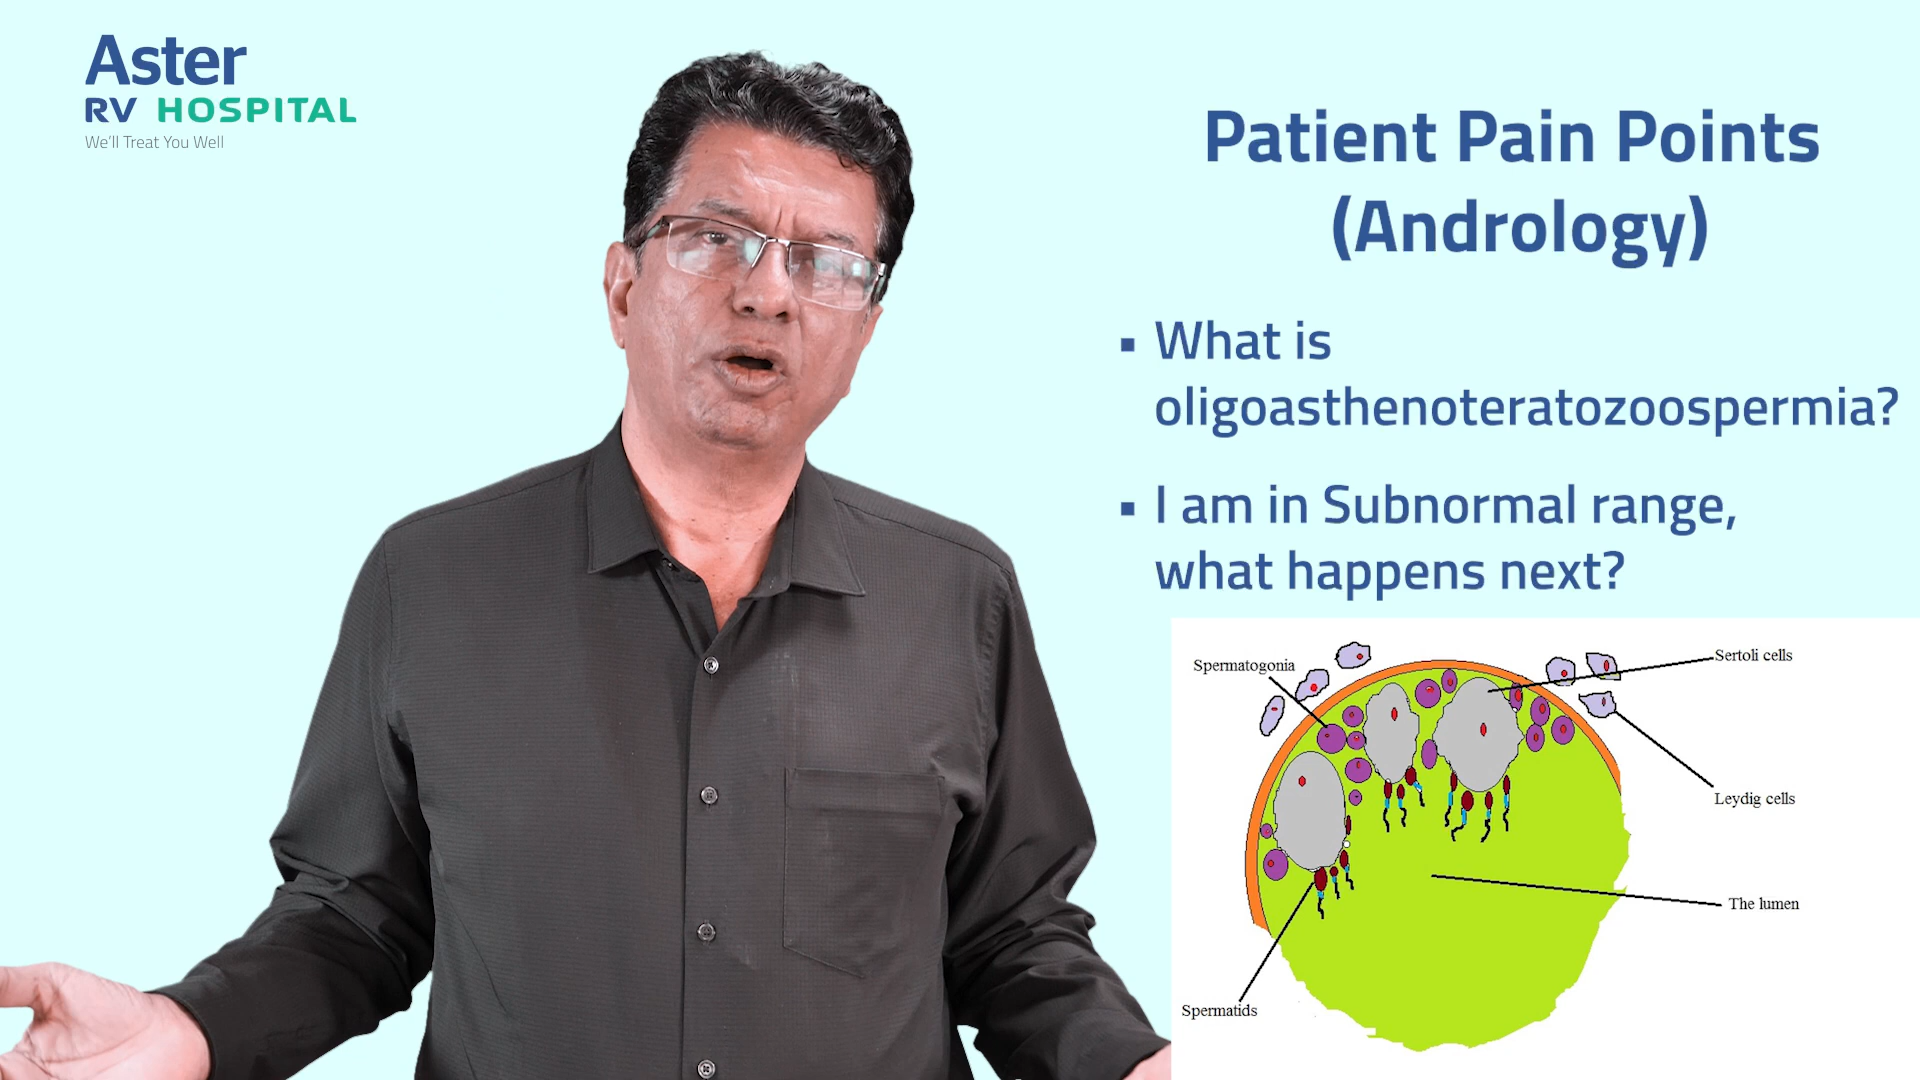 Aster
RV HOSPITAL
We'll Treat You Well
Patient Pain Points
(Andrology)
▪ What is
oligoasthenoteratozoospermia?
▪ I am in Subnormal range,
what happens next?
Spermatogonia
Sertoli cells
Leydig cells
The lumen
Spermatids